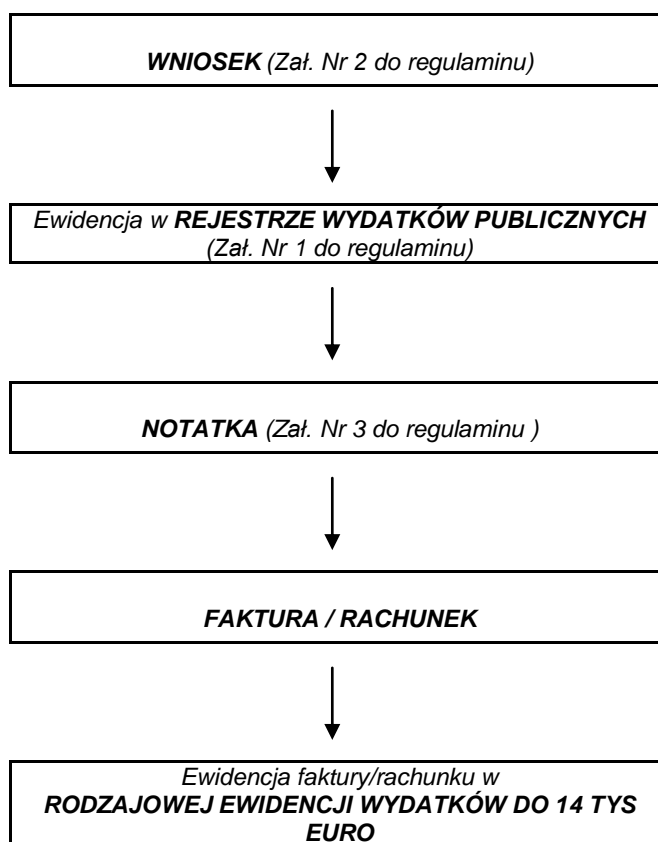 WNIOSEK (Zał. Nr 2 do regulaminu)
Ewidencja w REJESTRZE WYDATKÓW PUBLICZNYCH
(Zał. Nr 1 do regulaminu)
NOTATKA (Zał. Nr 3 do regulaminu )
FAKTURA / RACHUNEK
Ewidencja faktury/rachunku w
RODZAJOWEJ EWIDENCJI WYDATKÓW DO 14 TYS
EURO